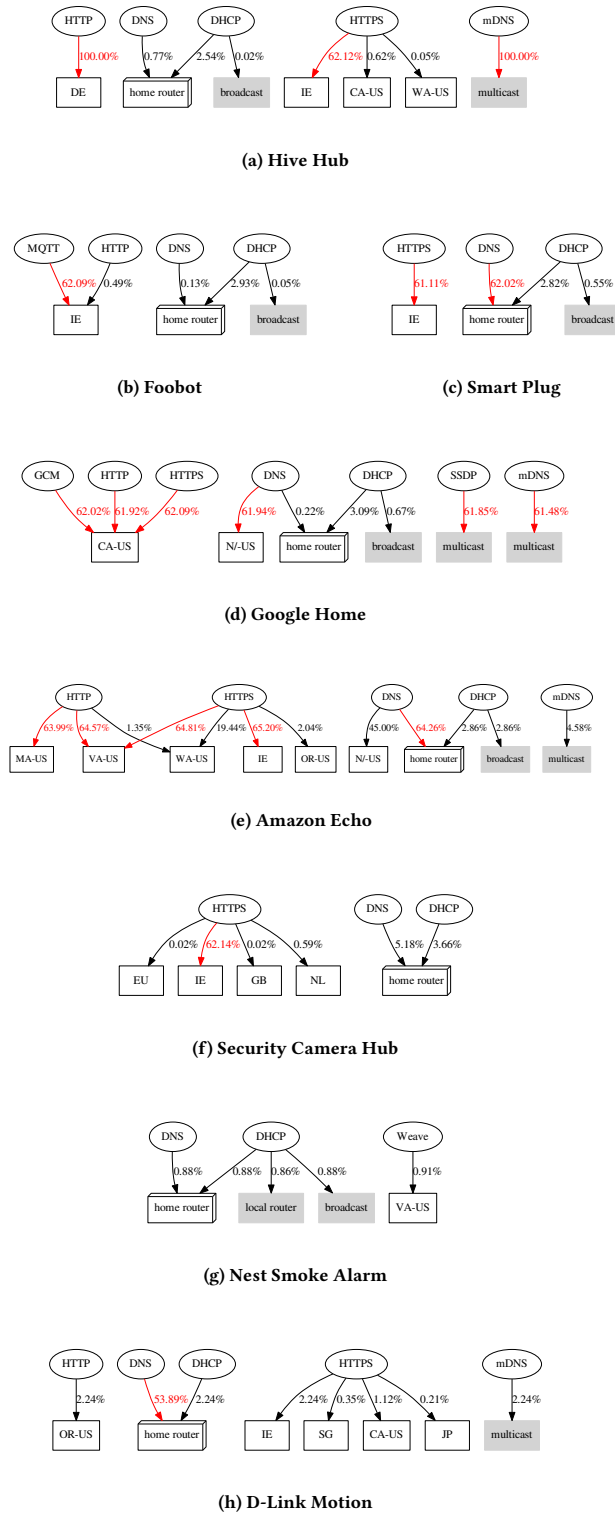 HTTP DNS DHCP HTTPS mDNS
100.00% 0.77% 2.54% 0.02% 62.12% 0.62% 0.05% 100.00%
DE home router broadcast IE CA-US WA-US multicast
(a) Hive Hub
MQTT HTTP DNS DHCP
62.09% 0.49% 0.13% 2.93% 0.05%
IE home router broadcast
(b) Foobot
HTTPS DNS DHCP
61.11% 62.02% 2.82% 0.55%
IE home router broadcast
(c) Smart Plug
GCM HTTP HTTPS DNS DHCP SSDP mDNS
62.02% 61.92% 62.09% 61.94% 0.22% 3.09% 0.67% 61.85% 61.48%
CA-US N/-US home router broadcast multicast multicast
(d) Google Home
HTTP HTTPS DNS DHCP mDNS
63.99% 64.57% 1.35% 64.81% 19.44% 65.20% 2.04% 45.00% 64.26% 2.86% 2.86% 4.58%
MA-US VA-US WA-US IE OR-US N/-US home router broadcast multicast
(e) Amazon Echo
HTTPS DNS DHCP
0.02% 62.14% 0.02% 0.59% 5.18% 3.66%
EU IE GB NL home router
(f) Security Camera Hub
DNS DHCP Weave
0.88% 0.88% 0.86% 0.88% 0.91%
home router local router broadcast VA-US
(g) Nest Smoke Alarm
HTTP DNS DHCP HTTPS mDNS
2.24% 53.89% 2.24% 2.24% 0.35% 1.12% 0.21% 2.24%
OR-US home router IE SG CA-US JP multicast
(h) D-Link Motion